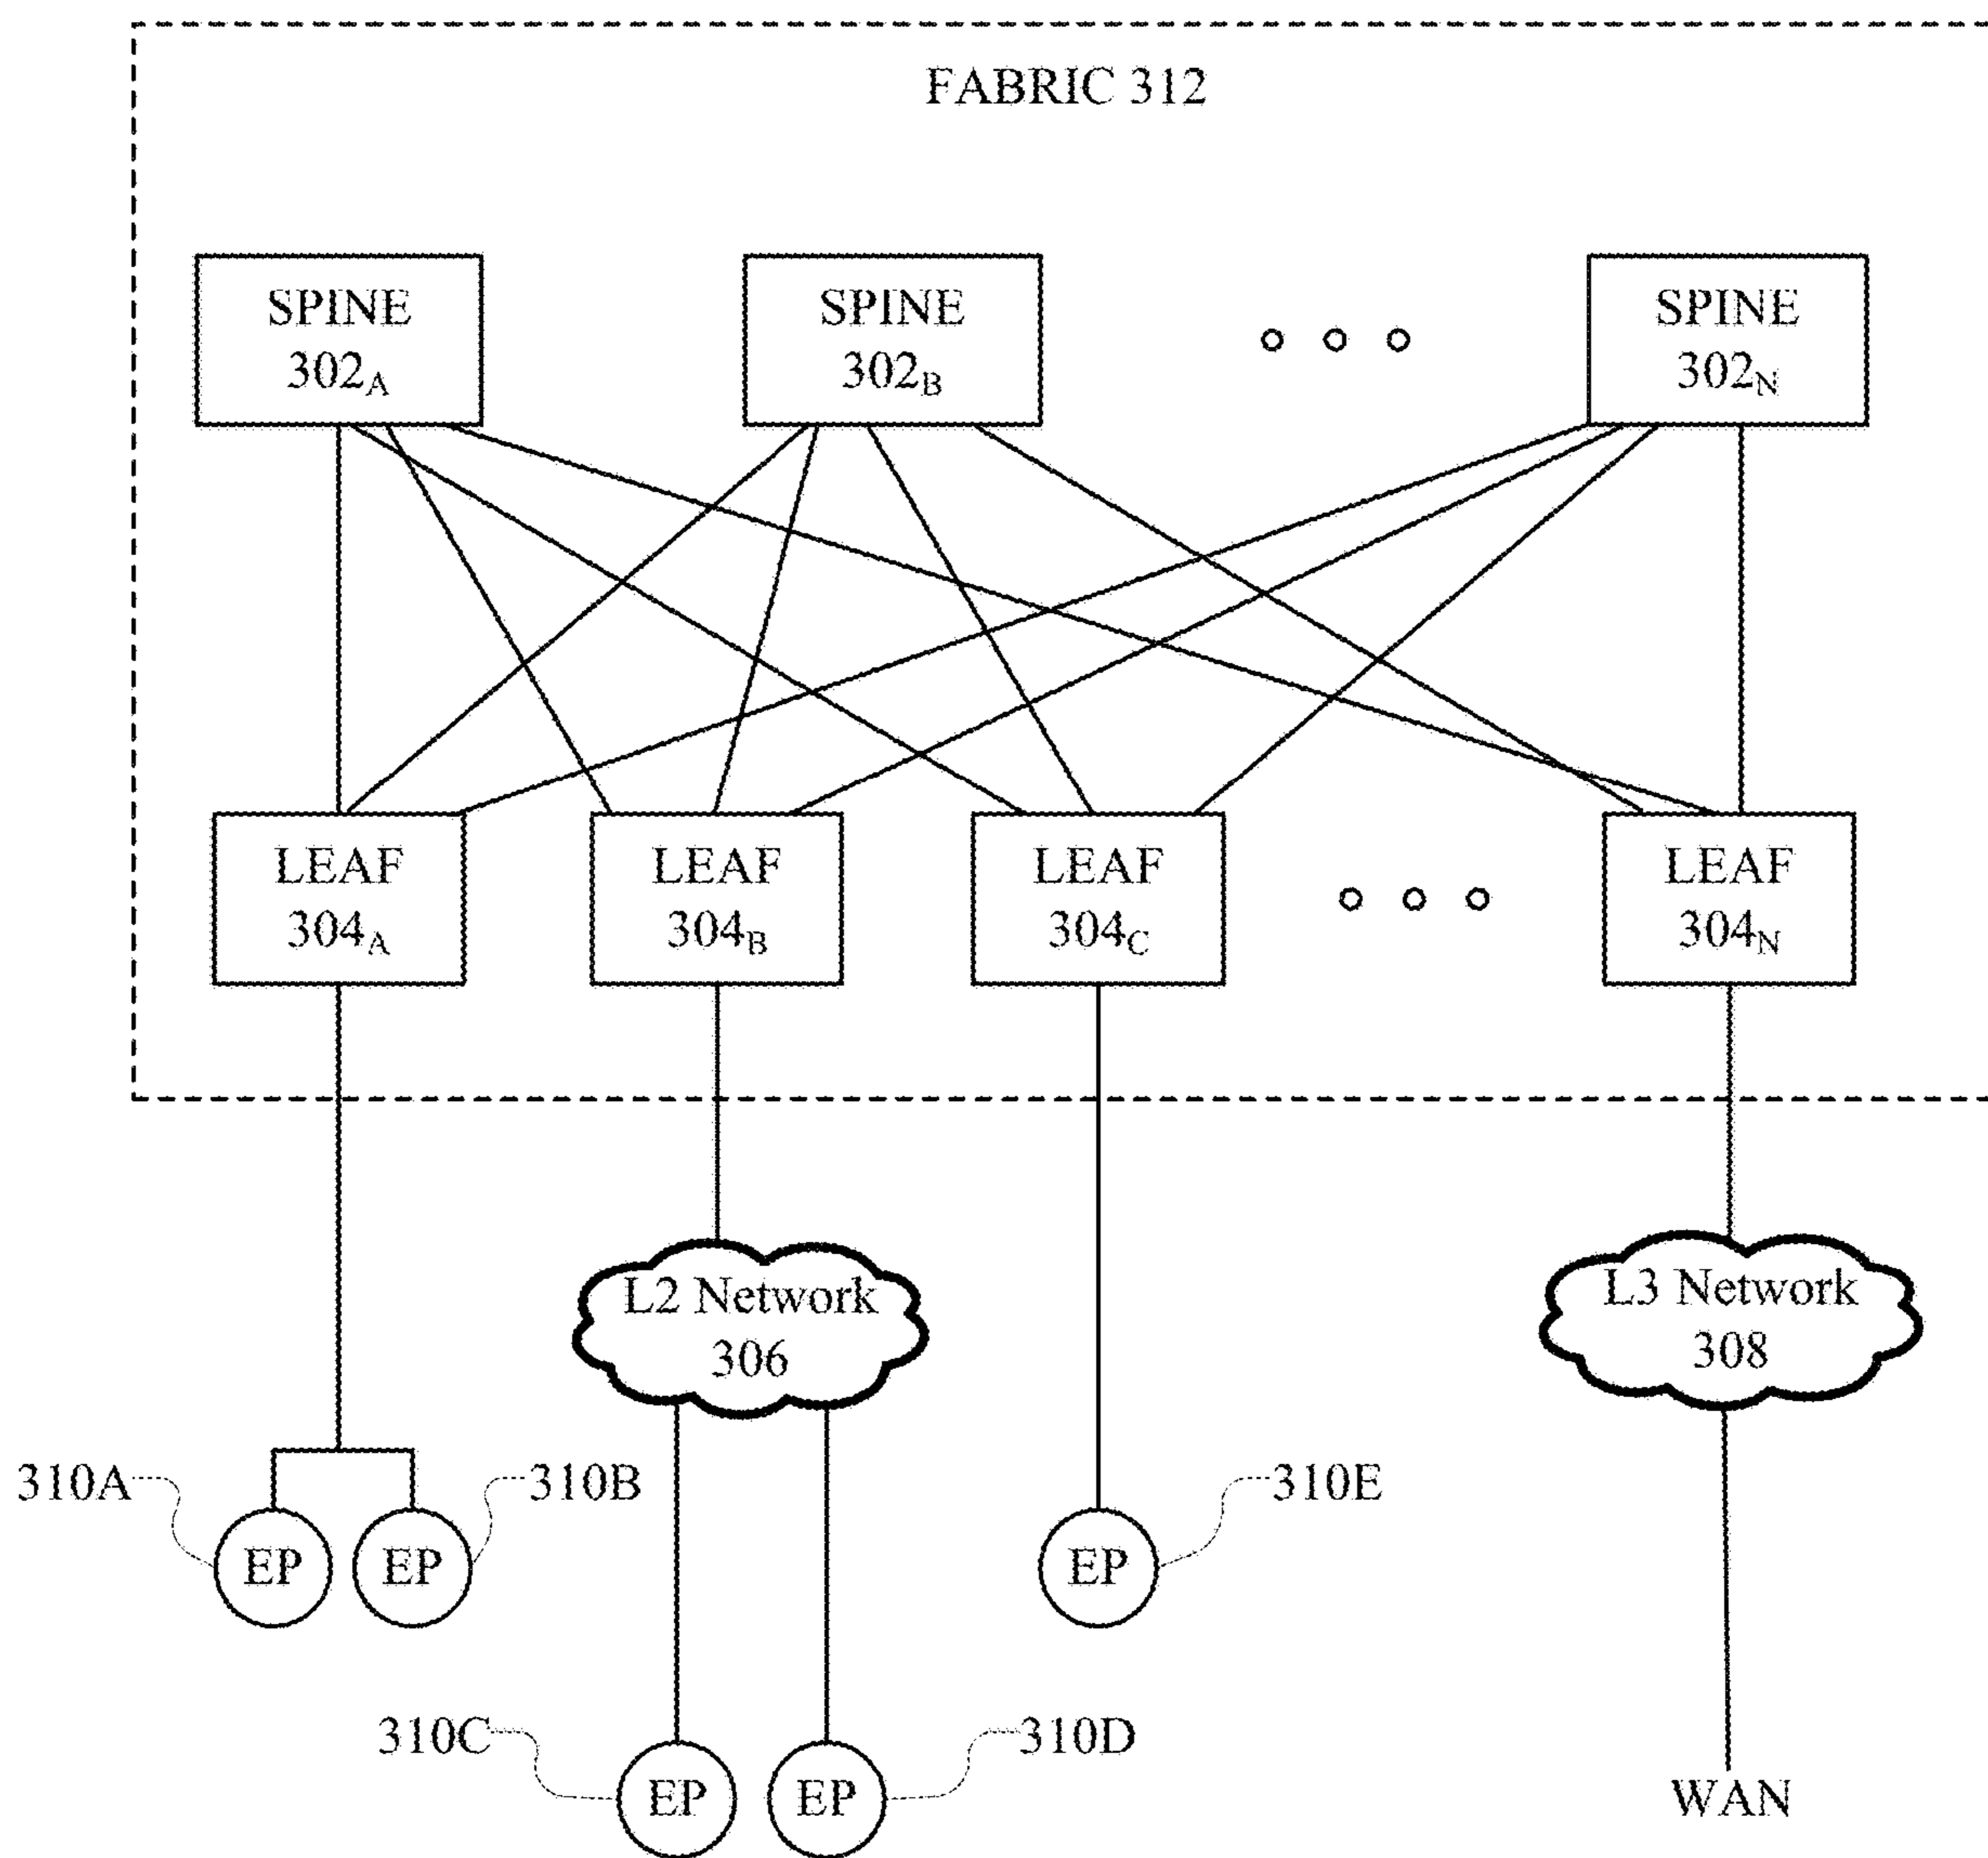 FABRIC 312
SPINE
302A
SPINE
302B
SPINE
302N
LEAF
304A
LEAF
304B
LEAF
304C
LEAF
304N
L2 Network
306
L3 Network
308
310A
EP
EP
310B
EP
310E
310C
EP
EP
310D
WAN